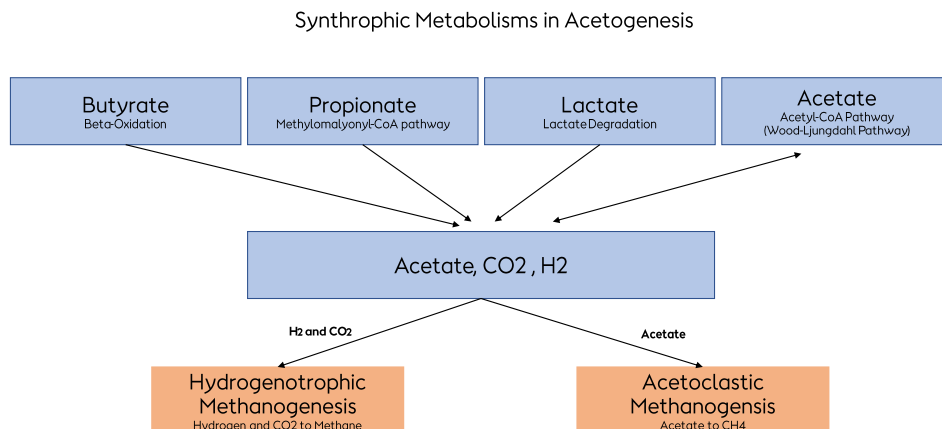 Synthrophic Metabolisms in Acetogenesis
Butyrate
Beta-Oxidation
Propionate
Methylomalyonyl-CoA pathway
Lactate
Lactate Degradation
Acetate
Acetyl-CoA Pathway
(Wood-Ljungdahl Pathway)
Acetate, CO2 , H2
H2 and CO2
Acetate
Hydrogenotrophic
Methanogenesis
Hydrogen and CO2 to Methane
Acetoclastic
Methanogensis
Acetate to CH4